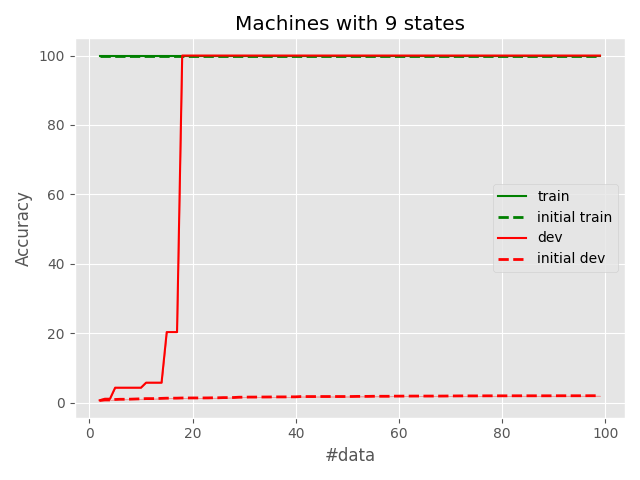 Machines with 9 states
100
80
60
40
20
0
Accuracy
train
initial train
dev
initial dev
0 20 40 60 80 100
#data